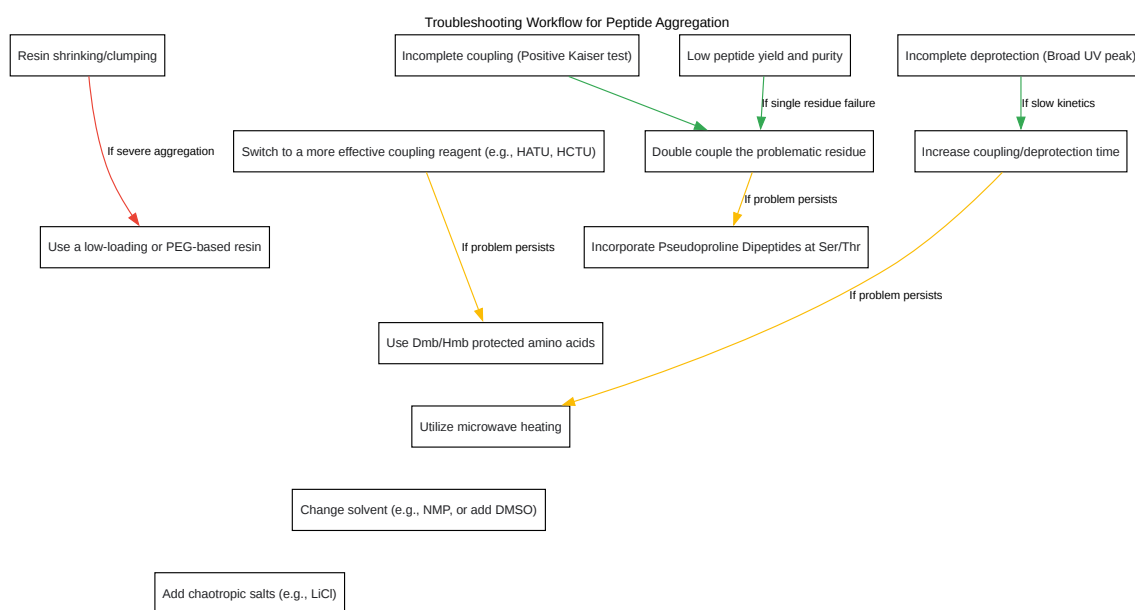 Troubleshooting Workflow for Peptide Aggregation
Resin shrinking/clumping
Incomplete coupling (Positive Kaiser test)
Low peptide yield and purity
Incomplete deprotection (Broad UV peak)
If single residue failure
If slow kinetics
If severe aggregation
Switch to a more effective coupling reagent (e.g., HATU, HCTU)
Double couple the problematic residue
Increase coupling/deprotection time
If problem persists
Use a low-loading or PEG-based resin
If problem persists
Incorporate Pseudoproline Dipeptides at Ser/Thr
If problem persists
Use Dmb/Hmb protected amino acids
Utilize microwave heating
Change solvent (e.g., NMP, or add DMSO)
Add chaotropic salts (e.g., LiCl)